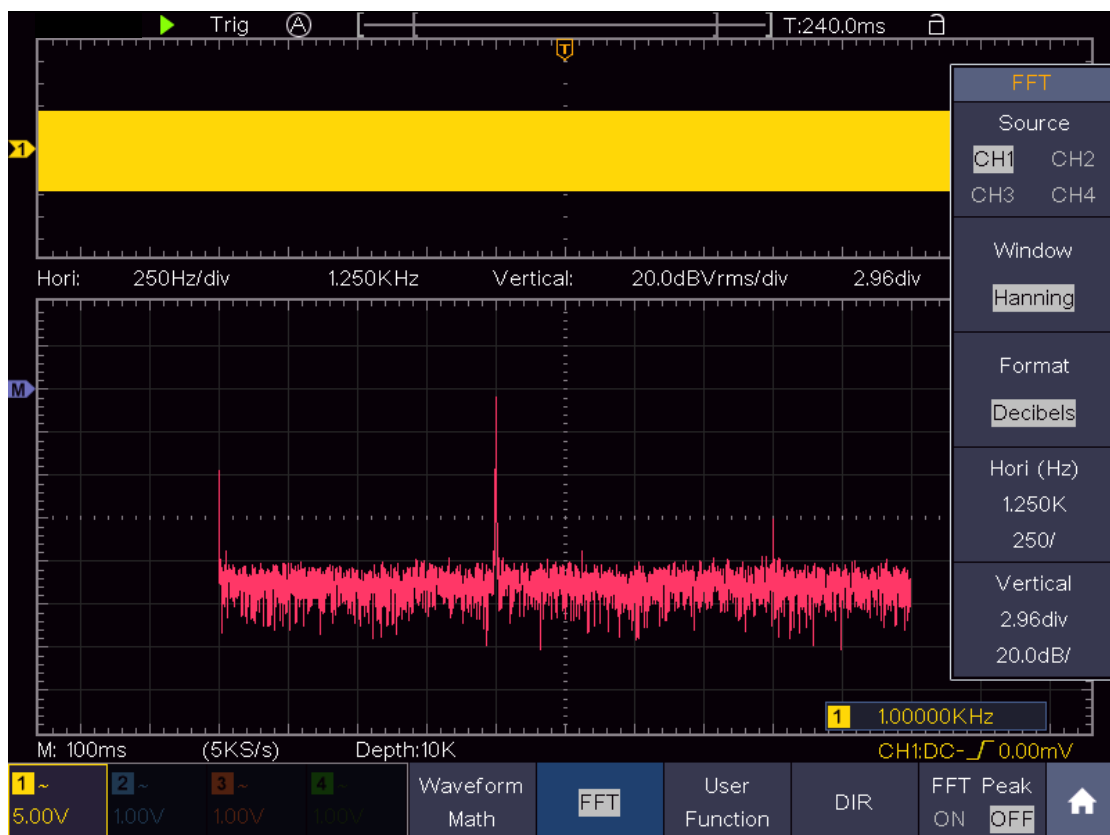 Trig A T:240.0ms
T
FFT
Source
1
CH1 CH2
CH3 CH4
Window
Hori: 250Hz/div 1.250KHz Vertical: 20.0dBVrms/div 2.96div
Hanning
Format
M
Decibels
Hori (Hz)
1.250K
250/
Vertical
2.96div
20.0dB/
1 1.00000KHz
M: 100ms (5KS/s) Depth:10K CH1:DC- 0.00mV
1 ~ 2 ~ 3 ~ 4 ~ Waveform FFT User DIR FFT Peak
5.00V 1.00V 1.00V 1.00V Math Function ON OFF